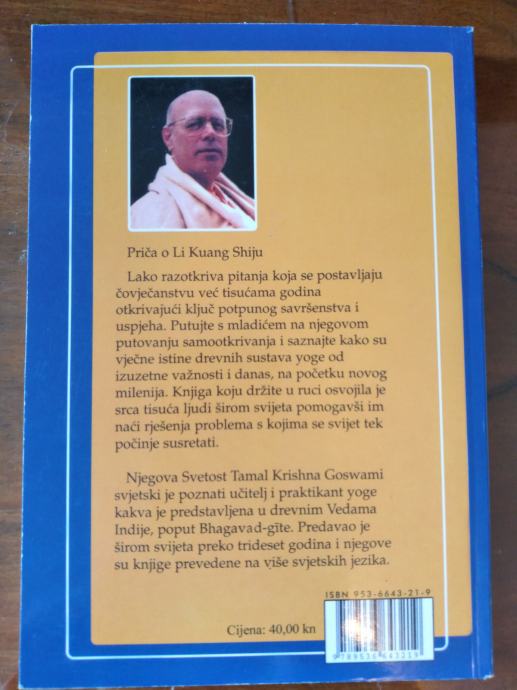 Priča o Li Kuang Shiju
Lako razotkriva pitanja koja se postavljaju
čovječanstvu već tisućama godina
otkrivajući ključ potpunog savršenstva i
uspjeha. Putujte s mladićem na njegovom
putovanju samootkrivanja i saznajte kako su
vječne istine drevnih sustava yoge od
izuzetne važnosti i danas, na početku novog
milenija. Knjiga koju držite u ruci osvojila je
srca tisuća ljudi širom svijeta pomogavši im
naći rješenja problema s kojima se svijet tek
počinje susretati.
Njegova Svetost Tamal Krishna Goswami
svjetski je poznati učitelj i praktikant yoge
kakva je predstavljena u drevnim Vedama
Indije, poput Bhagavad-gīte. Predavao je
širom svijeta preko trideset godina i njegove
su knjige prevedene na više svjetskih jezika.
ISBN 953-6643-21-9
Cijena: 40,00 kn
9 789536 643219